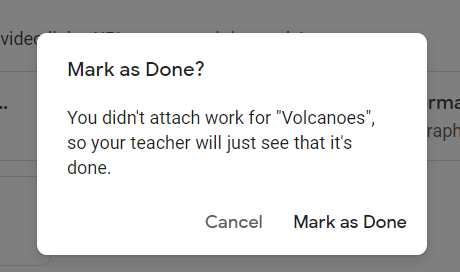 video
Mark as Done?
You didn't attach work for "Volcanoes",
so your teacher will just see that it's
done.
Cancel Mark as Done